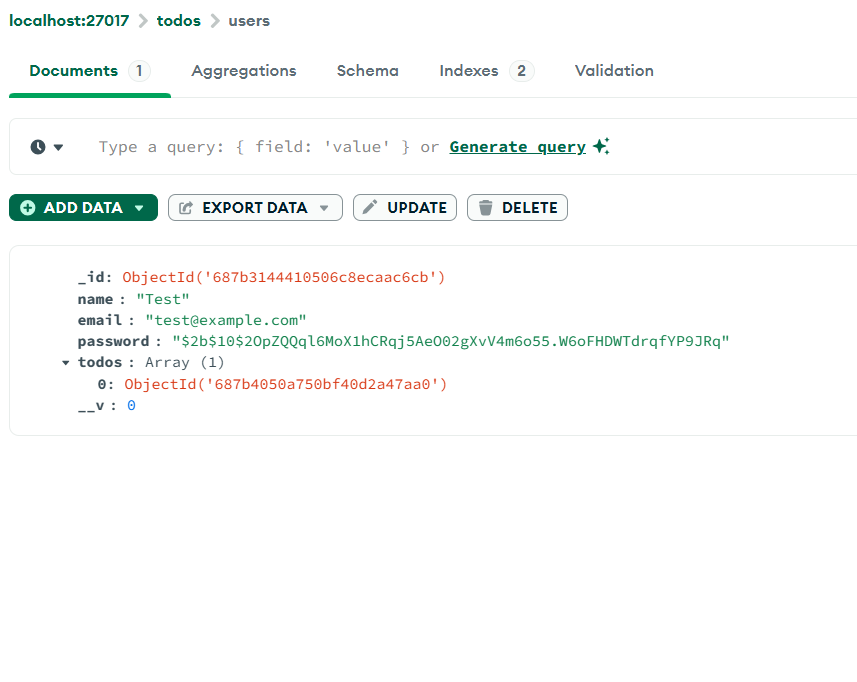 localhost:27017 > todos > users
Documents 1 Aggregations Schema Indexes 2 Validation
Type a query: { field: 'value' } or Generate query
ADD DATA EXPORT DATA UPDATE DELETE
_id: ObjectId('687b3144410506c8ecaac6cb')
name : "Test"
email : "test@example.com"
password : "$2b$10$2OpZQQql6MoX1hCRqj5AeO02gXvV4m6o55.W6oFHDWTdrqfYP9JRq"
todos : Array (1)
0: ObjectId('687b4050a750bf40d2a47aa0')
__v : 0